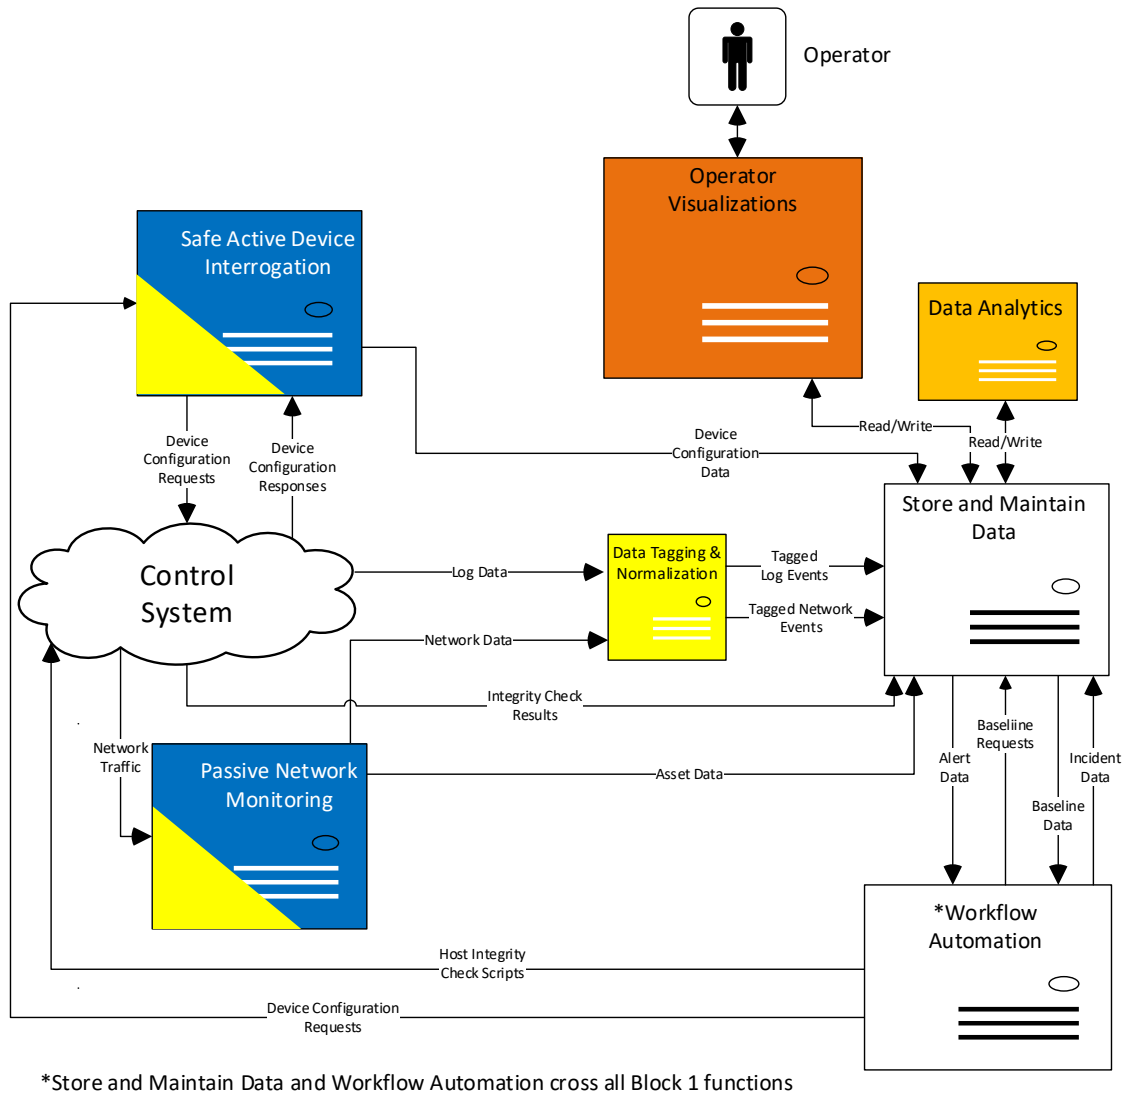 Operator
Operator
Visualizations
Safe Active Device
Interrogation
Data Analytics
Read/Write
Read/Write
Device
Configuration
Requests
Device
Configuration
Responses
Device
Configuration
Data
Store and Maintain
Data
Control
System
Log Data
Data Tagging &
Normalization
Tagged
Log Events
Network Data
Tagged Network
Events
Integrity Check
Results
Network
Traffic
Passive Network
Monitoring
Asset Data
Alert
Data
Baseliine
Requests
Baseline
Data
Incident
Data
*Workflow
Automation
Host Integrity
Check Scripts
Device Configuration
Requests
*Store and Maintain Data and Workflow Automation cross all Block 1 functions